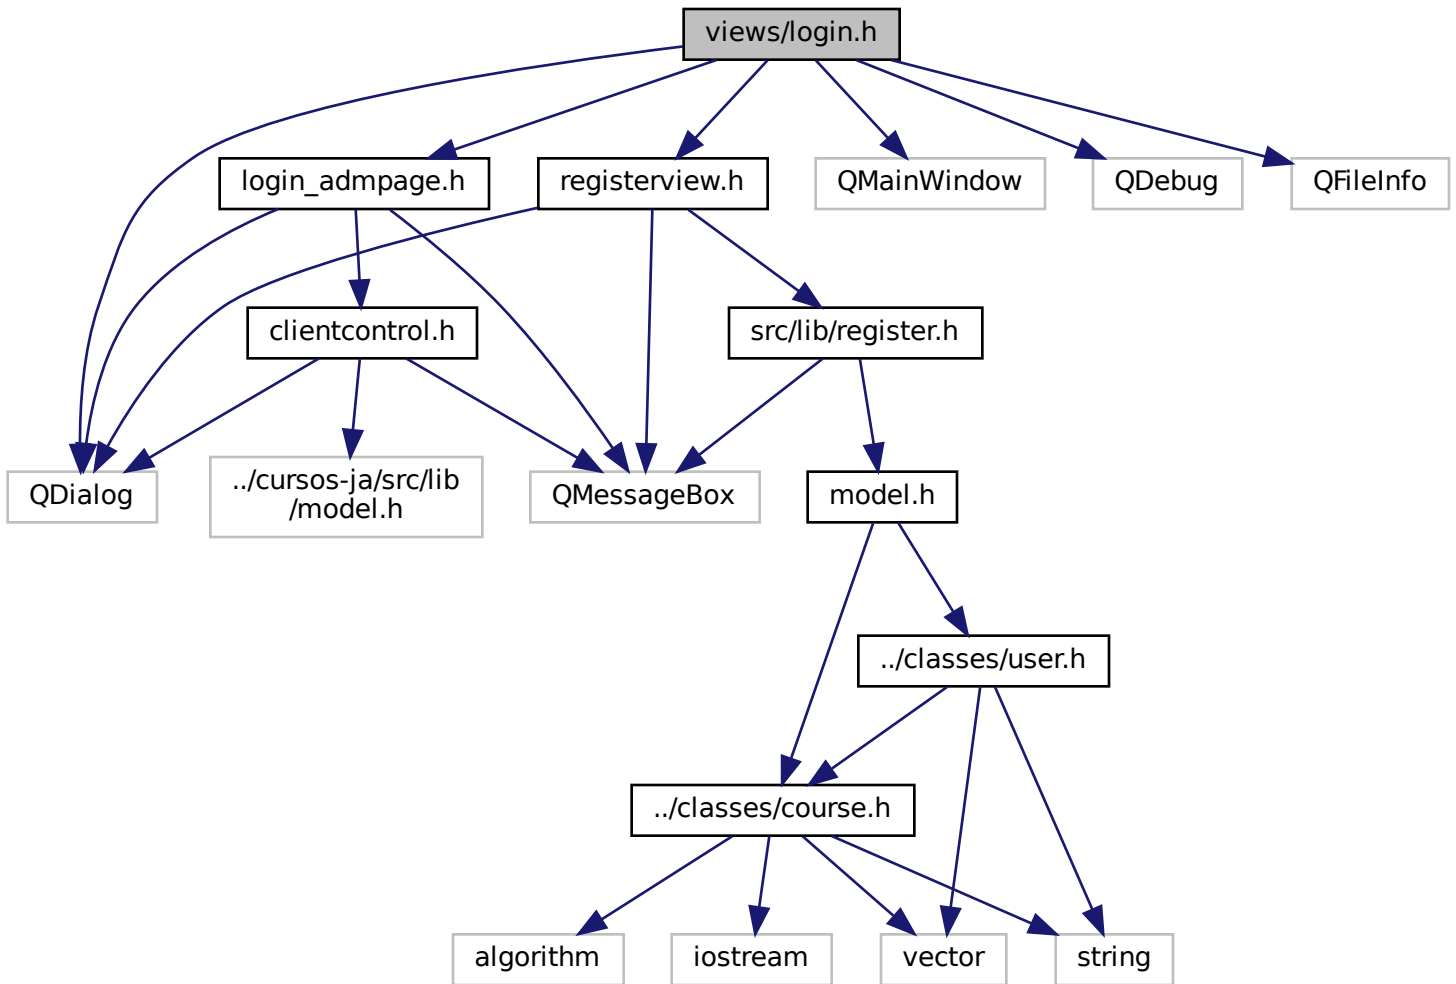 views/login.h
login_admpage.h
registerview.h
QMainWindow
QDebug
QFileInfo
clientcontrol.h
src/lib/register.h
QDialog
../cursos-ja/src/lib
/model.h
QMessageBox
model.h
../classes/user.h
../classes/course.h
algorithm
iostream
vector
string